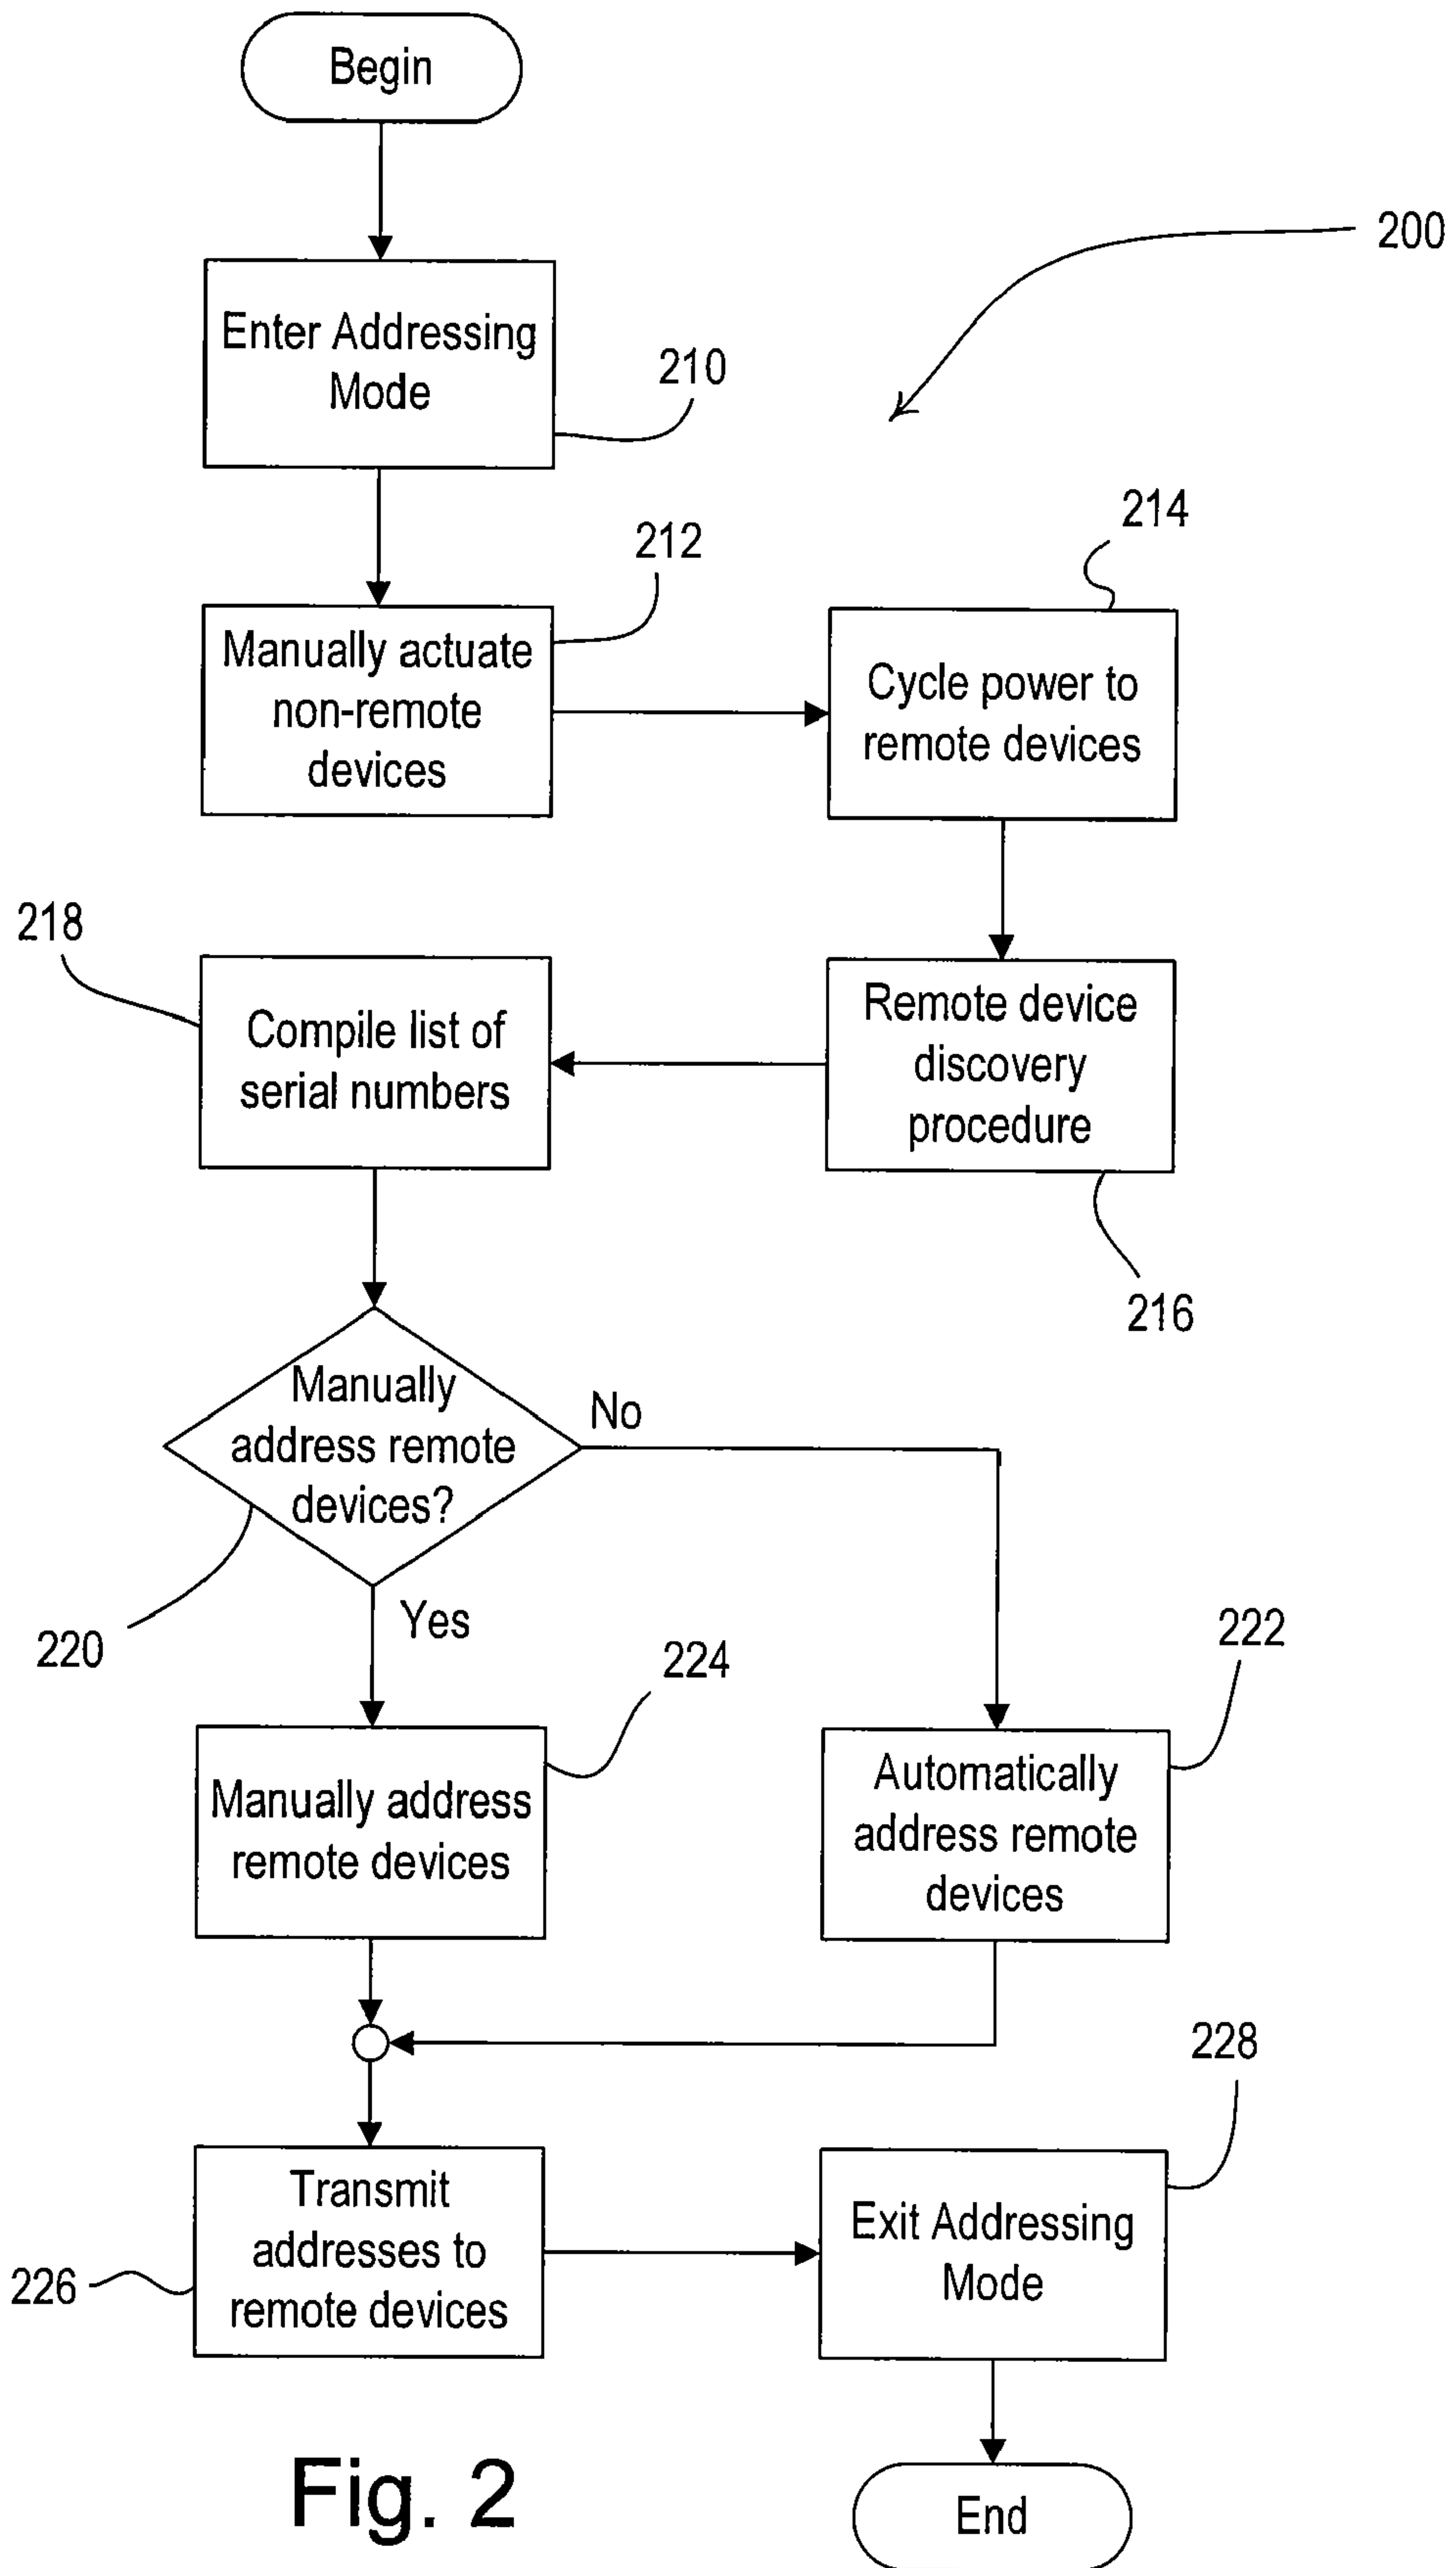 Begin
200
Enter Addressing
Mode
210
212
214
Manually actuate
non-remote
devices
Cycle power to
remote devices
218
Compile list of
serial numbers
Remote device
discovery
procedure
216
Manually
address remote
devices?
No
Yes
220
224
222
Manually address
remote devices
Automatically
address remote
devices
228
Transmit
addresses to
remote devices
226
Exit Addressing
Mode
End
Fig. 2